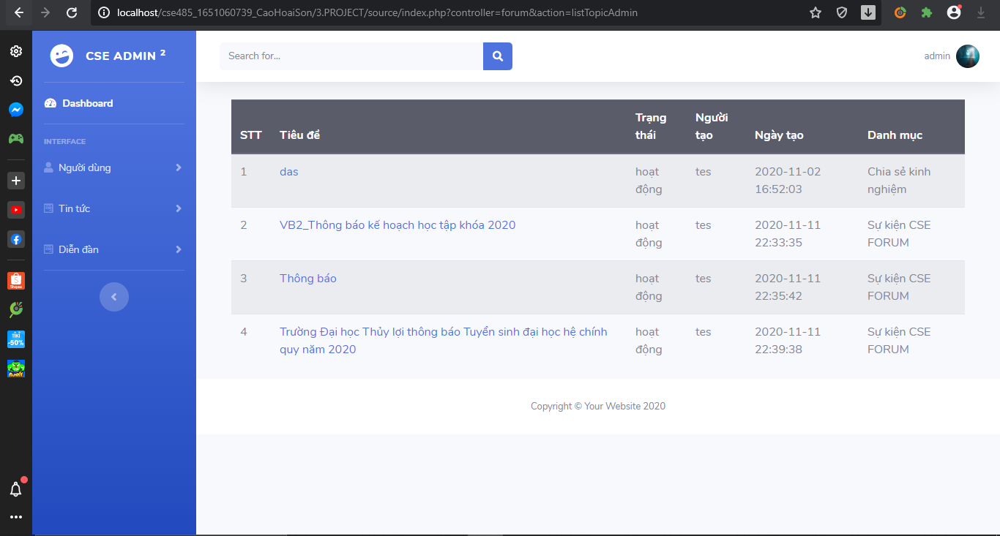 localhost/cse485_1651060739_CaoHoaiSon/3.PROJECT/source/index.php?controller=forum&action=listTopicAdmin
CSE ADMIN 2
Search for...
admin
Dashboard
INTERFACE
Người dùng
Tin tức
Diễn đàn
STT Tiêu đề Trạng thái Người tạo Ngày tạo Danh mục
1 das hoạt động tes 2020-11-02 16:52:03 Chia sẻ kinh nghiệm
2 VB2_Thông báo kế hoạch học tập khóa 2020 hoạt động tes 2020-11-11 22:33:35 Sự kiện CSE FORUM
3 Thông báo hoạt động tes 2020-11-11 22:35:42 Sự kiện CSE FORUM
4 Trường Đại học Thủy lợi thông báo Tuyển sinh đại học hệ chính quy năm 2020 hoạt động tes 2020-11-11 22:39:38 Sự kiện CSE FORUM
Copyright © Your Website 2020
TIKI
-50%